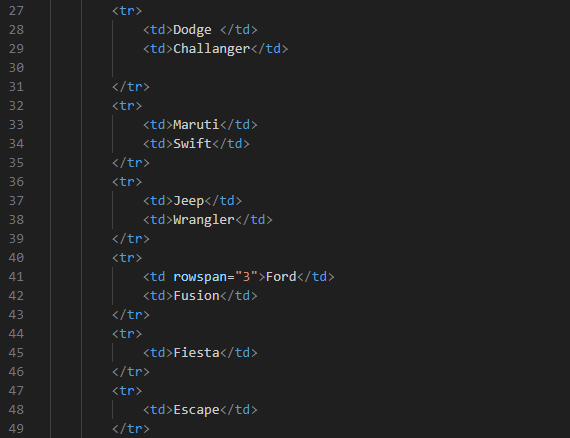 27 <tr>
28 <td>Dodge </td>
29 <td>Challanger</td>
30
31 </tr>
32 <tr>
33 <td>Maruti</td>
34 <td>Swift</td>
35 </tr>
36 <tr>
37 <td>Jeep</td>
38 <td>Wrangler</td>
39 </tr>
40 <tr>
41 <td rowspan="3">Ford</td>
42 <td>Fusion</td>
43 </tr>
44 <tr>
45 <td>Fiesta</td>
46 </tr>
47 <tr>
48 <td>Escape</td>
49 </tr>